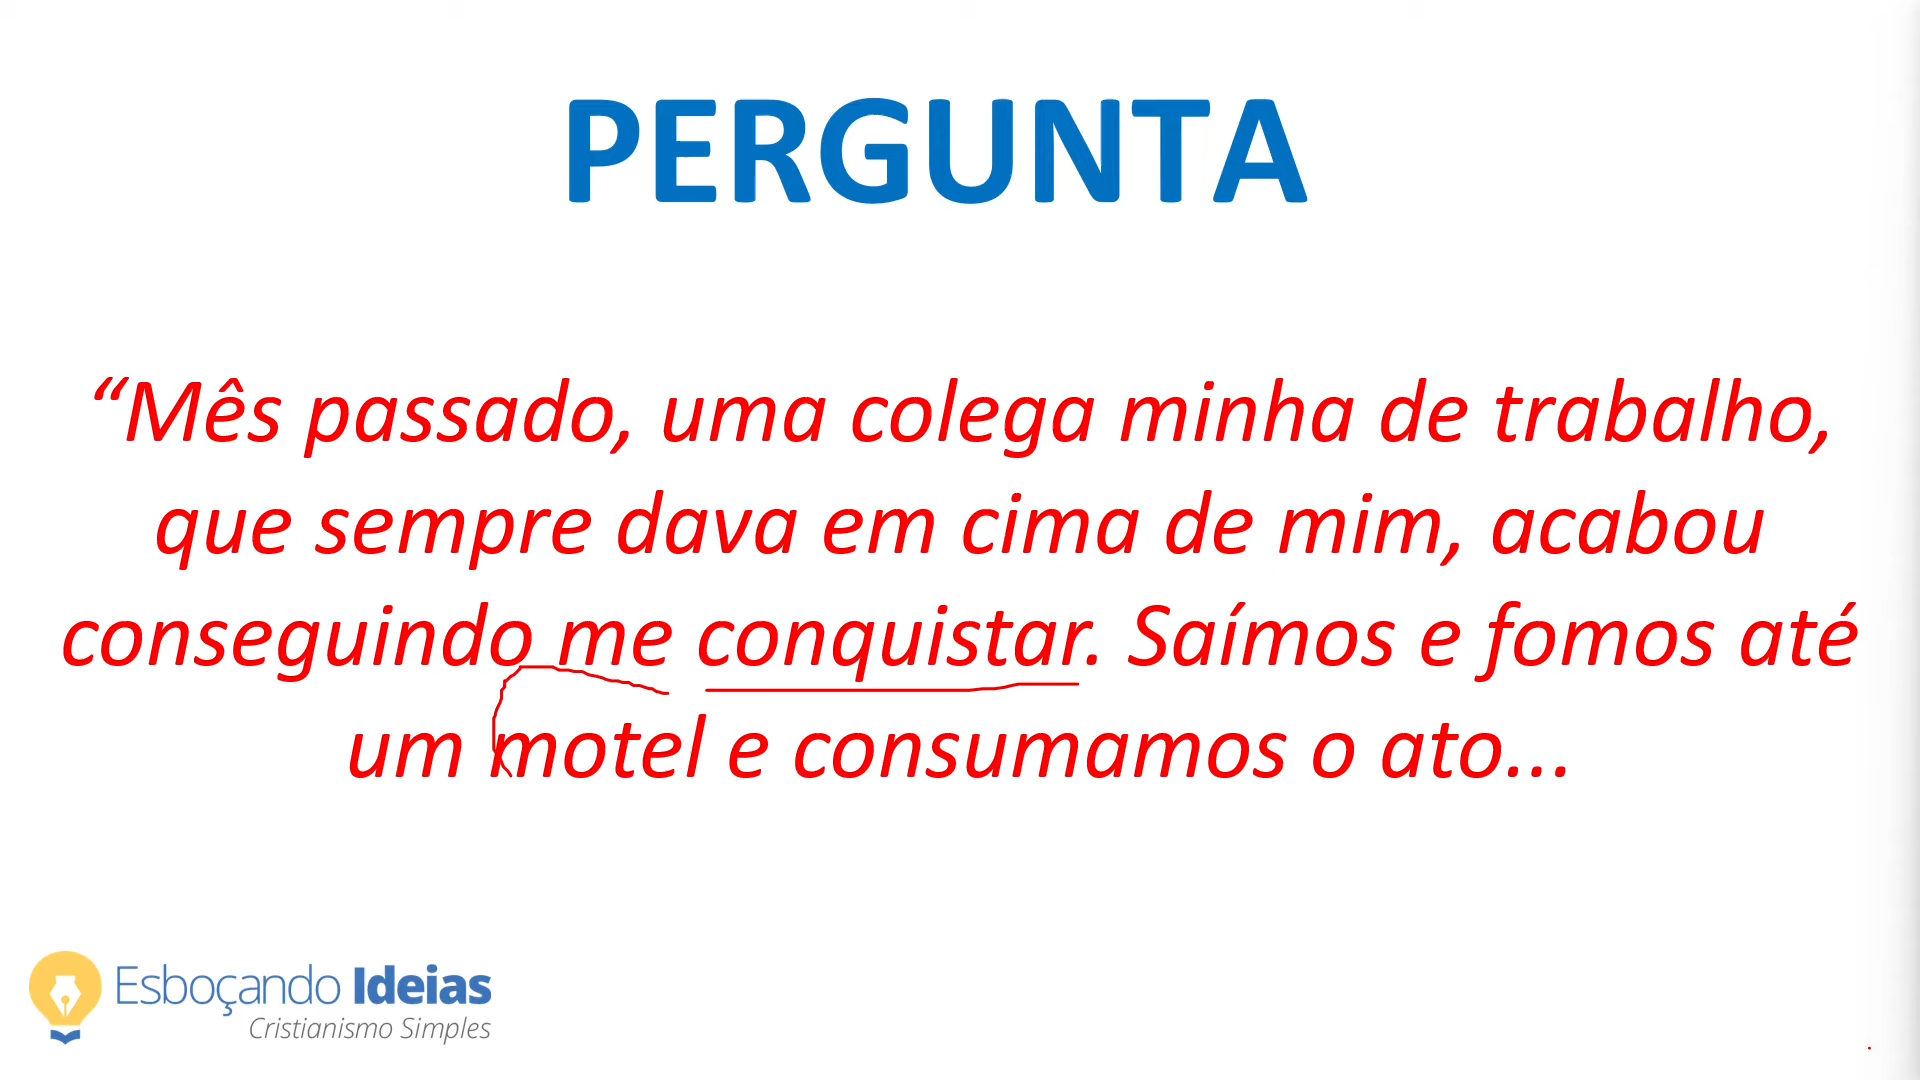 PERGUNTA
“Mês passado, uma colega minha de trabalho,
que sempre dava em cima de mim, acabou
conseguindo me conquistar. Saímos e fomos até
um motel e consumamos o ato...
Esboçando Ideias
Cristianismo Simples